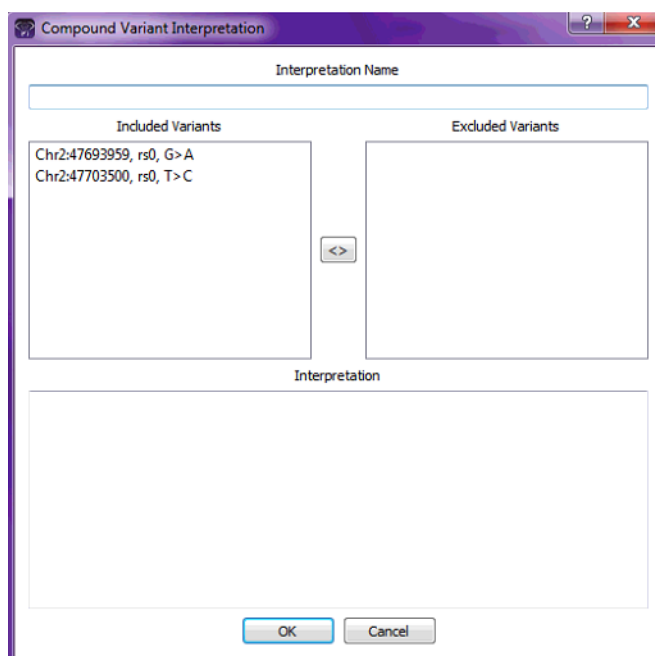 Compound Variant Interpretation
?
X
Interpretation Name
Included Variants
Excluded Variants
Chr2:47693959, rs0, G>A
Chr2:47703500, rs0, T>C
<>
Interpretation
OK
Cancel